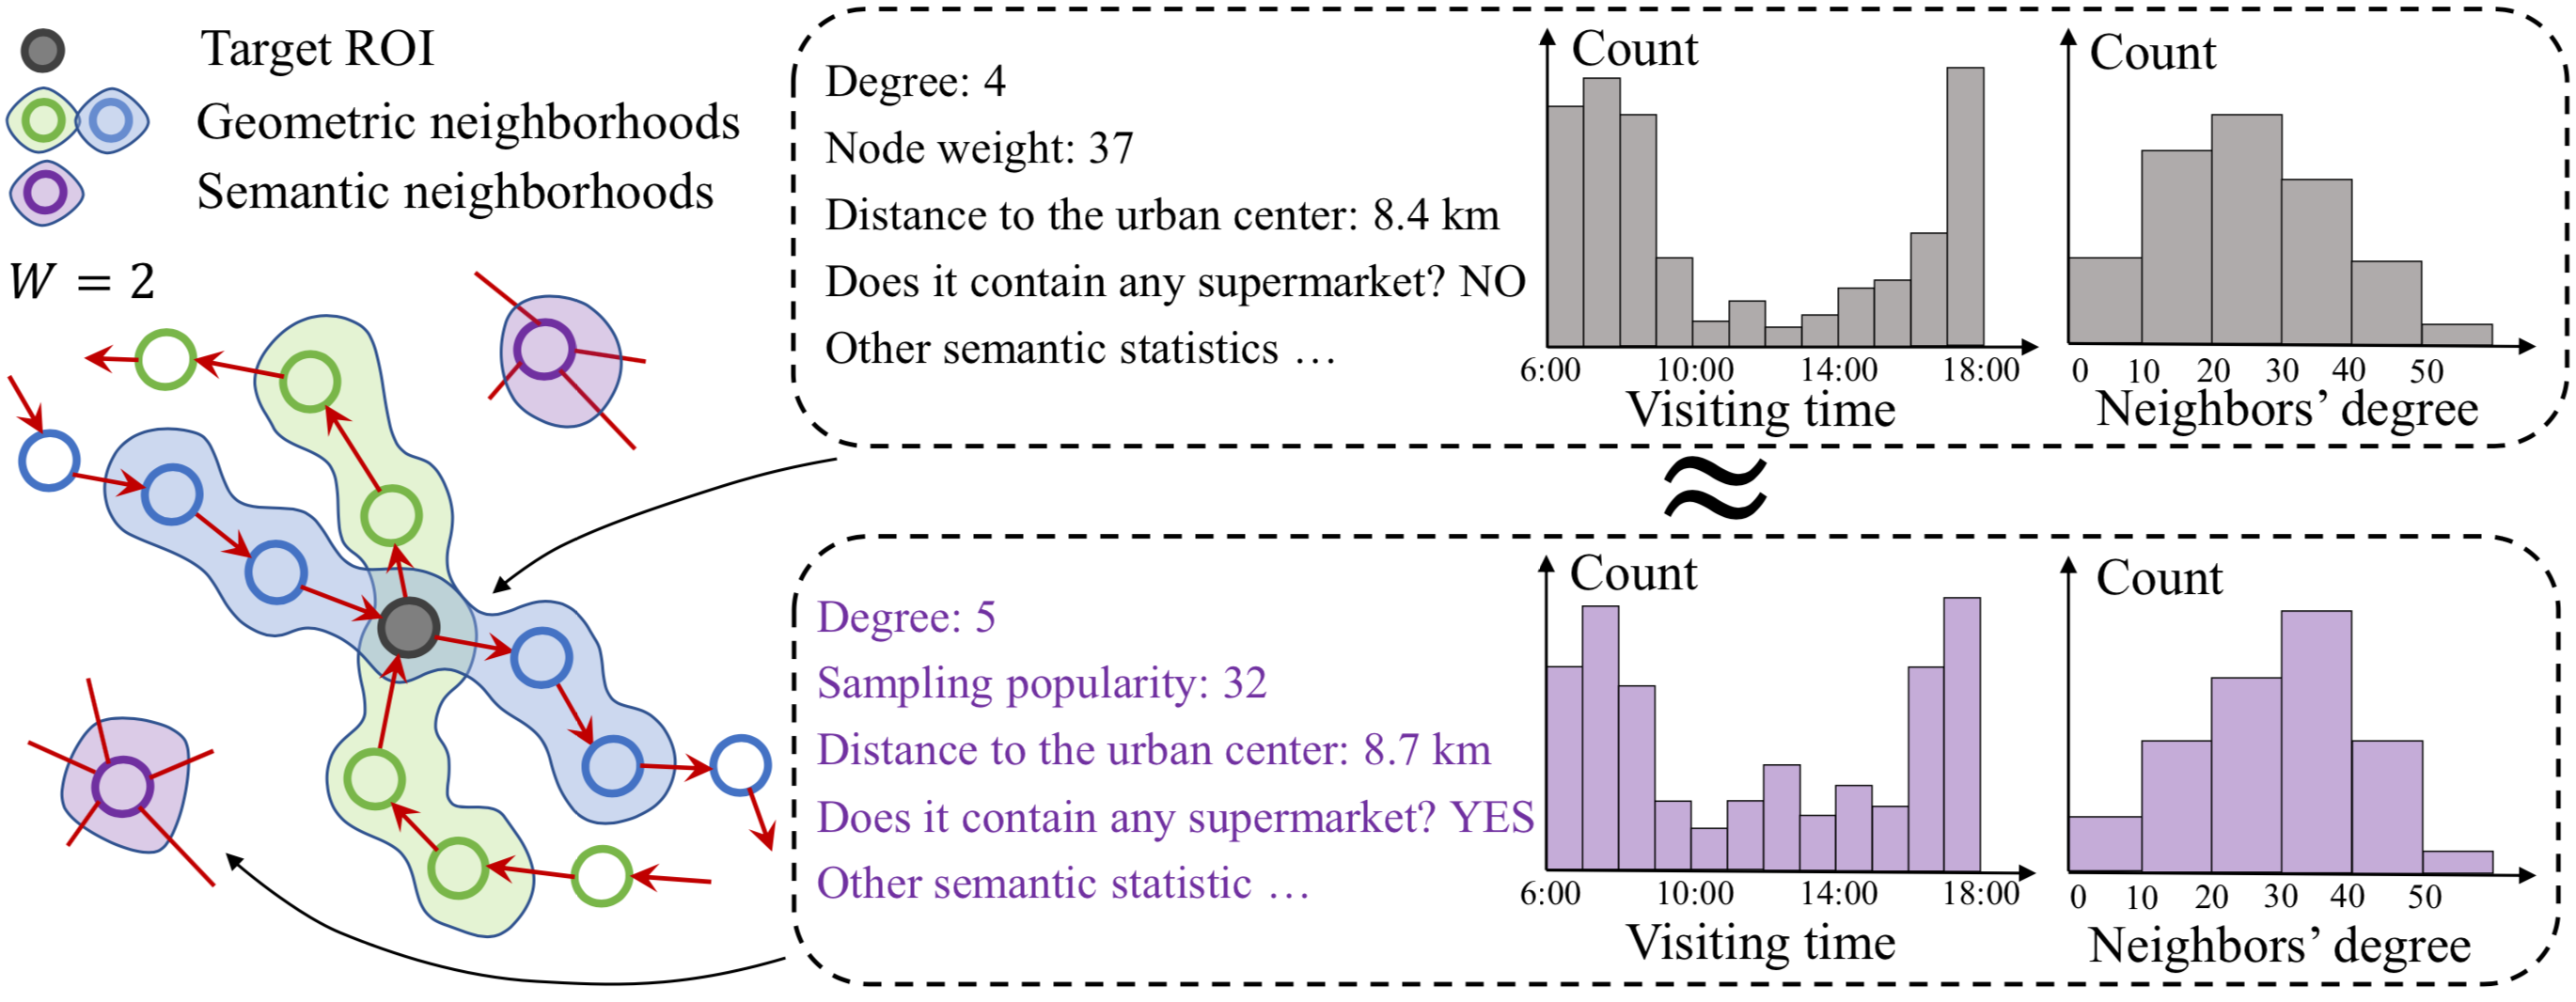 Target ROI
Geometric neighborhoods
Semantic neighborhoods
W = 2
Degree: 4
Node weight: 37
Distance to the urban center: 8.4 km
Does it contain any supermarket? NO
Other semantic statistics …
Count
6:00 10:00 14:00 18:00
Visiting time
Count
0 10 20 30 40 50
Neighbors’ degree
≈
Degree: 5
Sampling popularity: 32
Distance to the urban center: 8.7 km
Does it contain any supermarket? YES
Other semantic statistic …
Count
6:00 10:00 14:00 18:00
Visiting time
Count
0 10 20 30 40 50
Neighbors’ degree